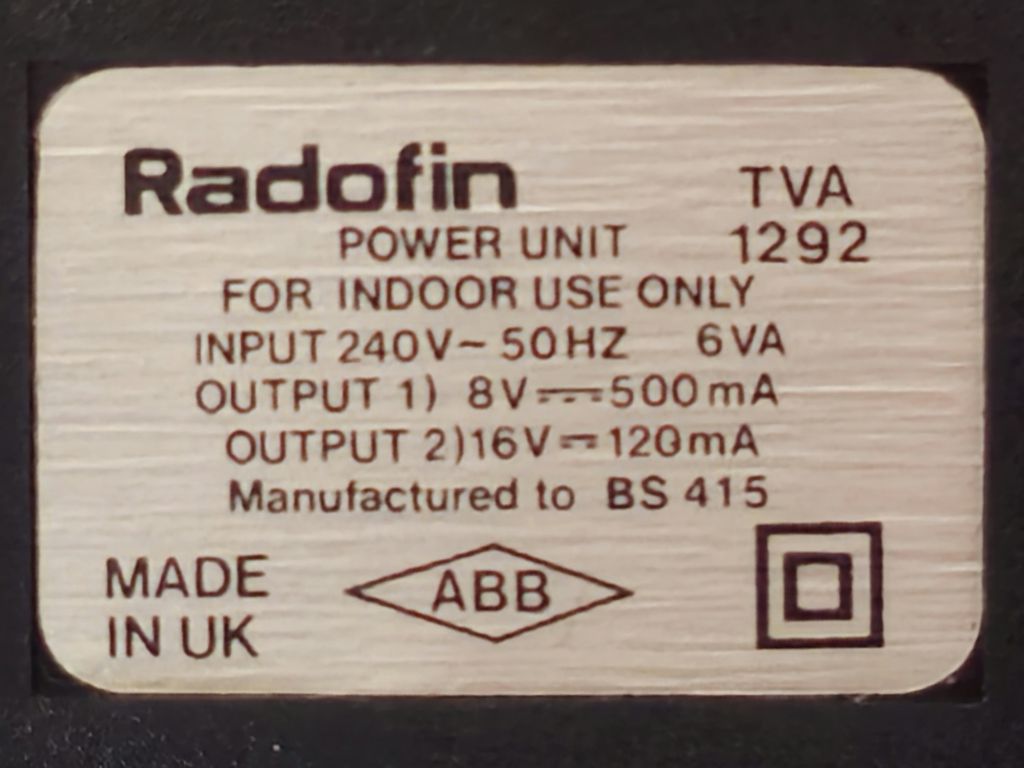 Radofin TVA
POWER UNIT 1292
FOR INDOOR USE ONLY
INPUT 240V~ 50HZ 6VA
OUTPUT 1) 8V⎓500mA
OUTPUT 2)16V⎓120mA
Manufactured to BS 415
MADE
IN UK
ABB